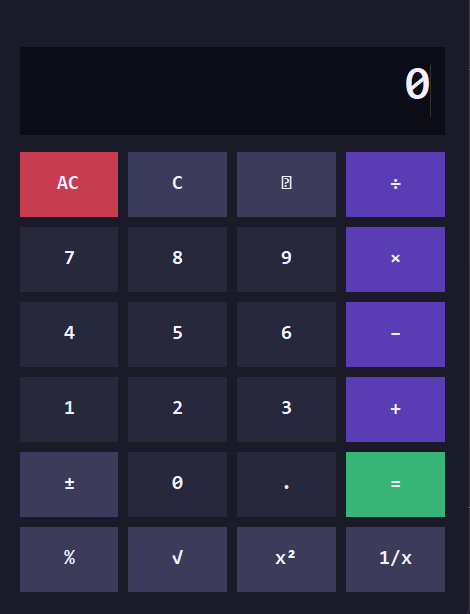 0
AC C ÷
7 8 9 ×
4 5 6 −
1 2 3 +
± 0 . =
% √ x² 1/x